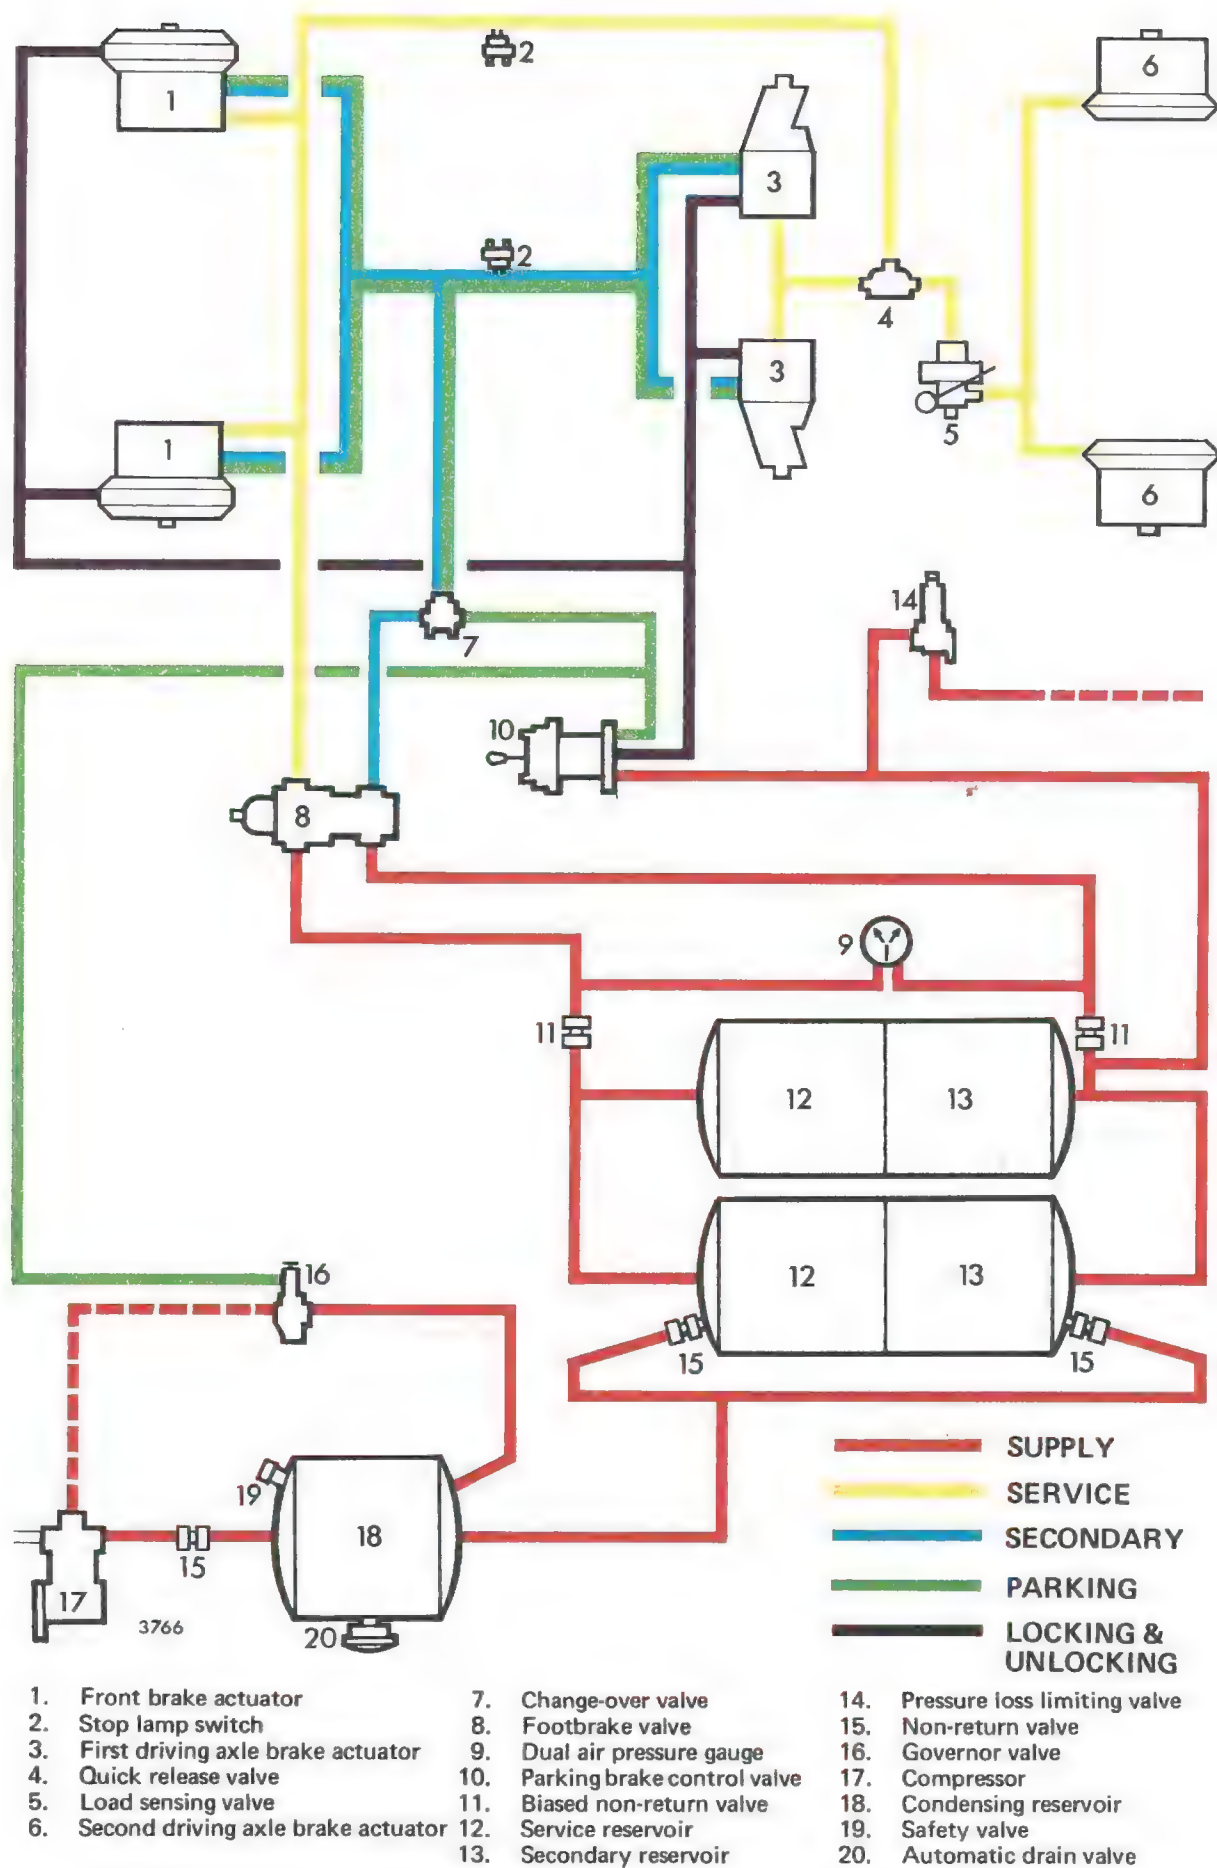 1
2
6
3
2
4
3
5
1
6
14
7
10
8
9
11
11
12
13
16
12
13
15
15
SUPPLY
19
SERVICE
18
SECONDARY
15
17
PARKING
3766
20
LOCKING &
UNLOCKING
1. Front brake actuator
2. Stop lamp switch
3. First driving axle brake actuator
4. Quick release valve
5. Load sensing valve
6. Second driving axle brake actuator
7. Change-over valve
8. Footbrake valve
9. Dual air pressure gauge
10. Parking brake control valve
11. Biased non-return valve
12. Service reservoir
13. Secondary reservoir
14. Pressure loss limiting valve
15. Non-return valve
16. Governor valve
17. Compressor
18. Condensing reservoir
19. Safety valve
20. Automatic drain valve